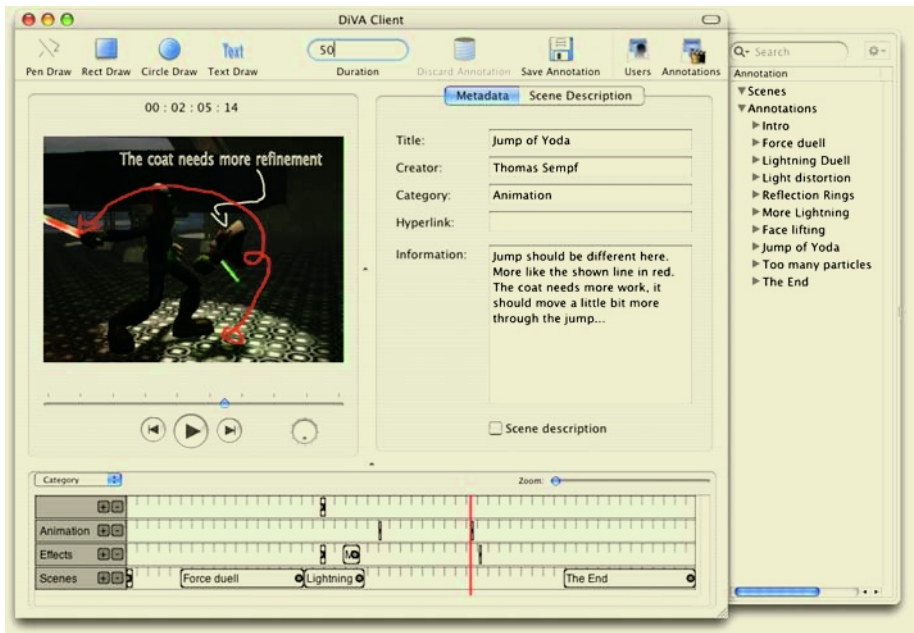 DiVA Client
Text
50
Pen Draw Rect Draw Circle Draw Text Draw Duration Discard Annotation Save Annotation Users Annotations
00 : 02 : 05 : 14
The coat needs more refinement
Metadata Scene Description
Title: Jump of Yoda
Creator: Thomas Sempf
Category: Animation
Hyperlink:
Information: Jump should be different here.
More like the shown line in red.
The coat needs more work, it
should move a little bit more
through the jump...
Scene description
Category Zoom:
Animation
Effects Mo
Scenes Force duell Lightning The End
Search
Annotation
Scenes
Annotations
Intro
Force duell
Lightning Duell
Light distortion
Reflection Rings
More Lightning
Face lifting
Jump of Yoda
Too many particles
The End